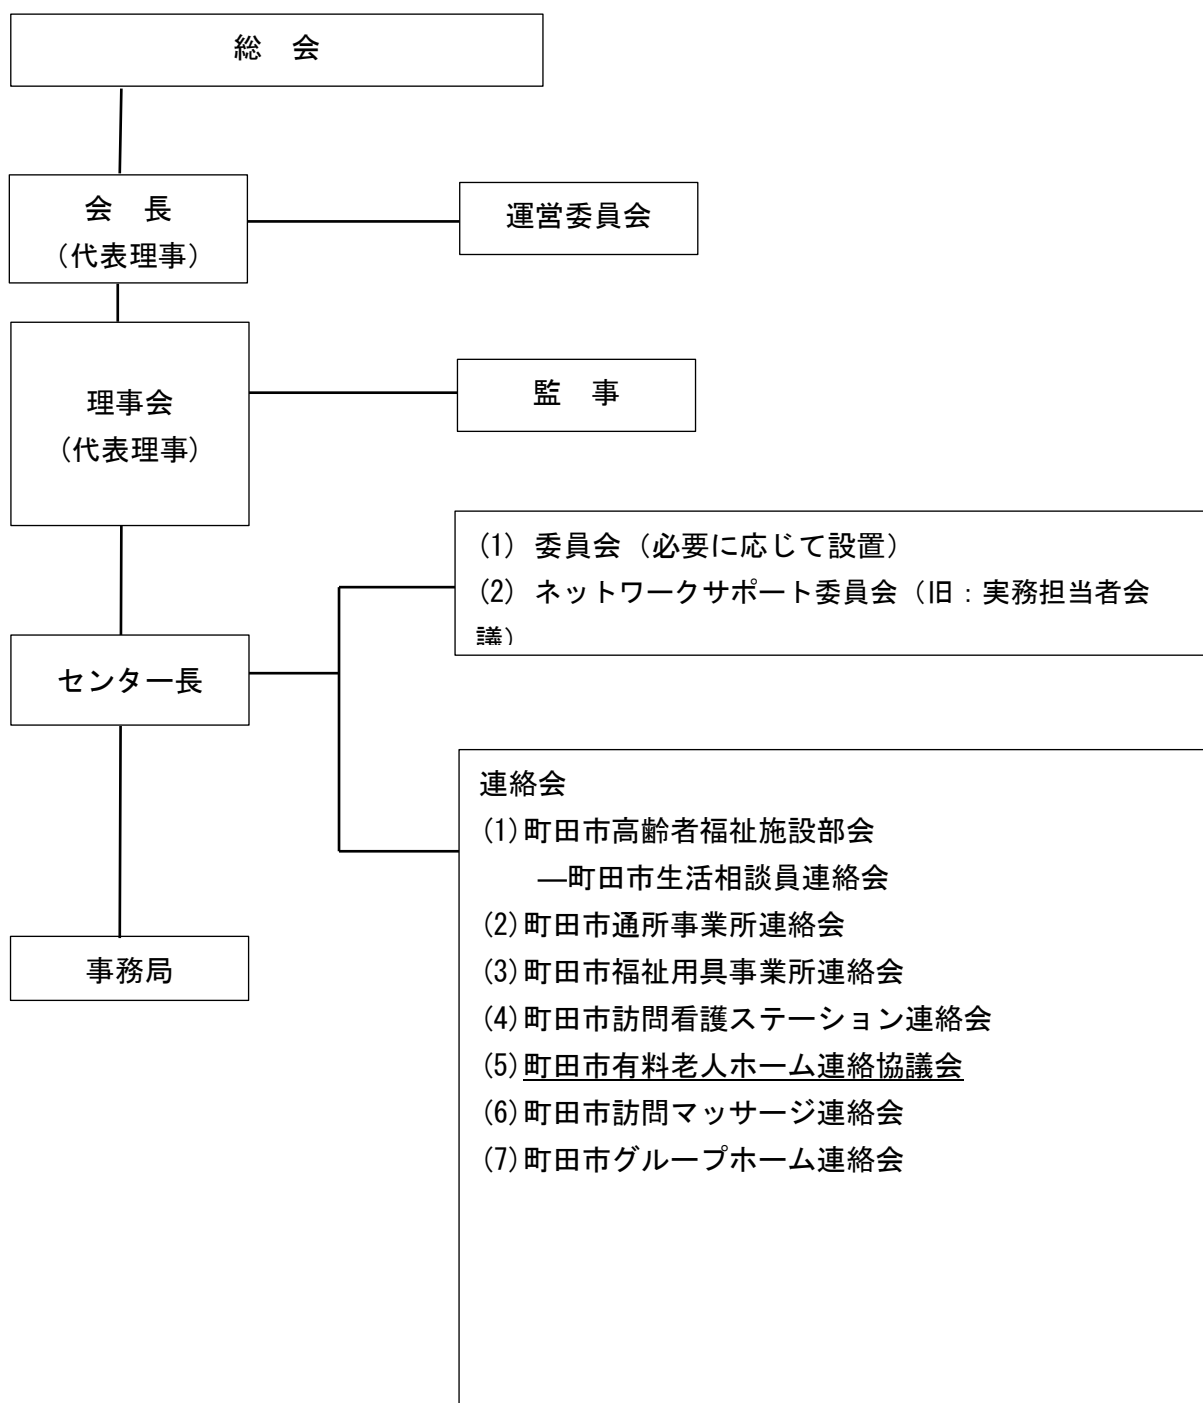 総　会
会　長
（代表理事）
運営委員会
理事会
（代表理事）
監　事
(1) 委員会（必要に応じて設置）
(2) ネットワークサポート委員会（旧：実務担当者会
議）
センター長
連絡会
(1)町田市高齢者福祉施設部会
―町田市生活相談員連絡会
(2)町田市通所事業所連絡会
(3)町田市福祉用具事業所連絡会
(4)町田市訪問看護ステーション連絡会
(5)町田市有料老人ホーム連絡協議会
(6)町田市訪問マッサージ連絡会
(7)町田市グループホーム連絡会
事務局